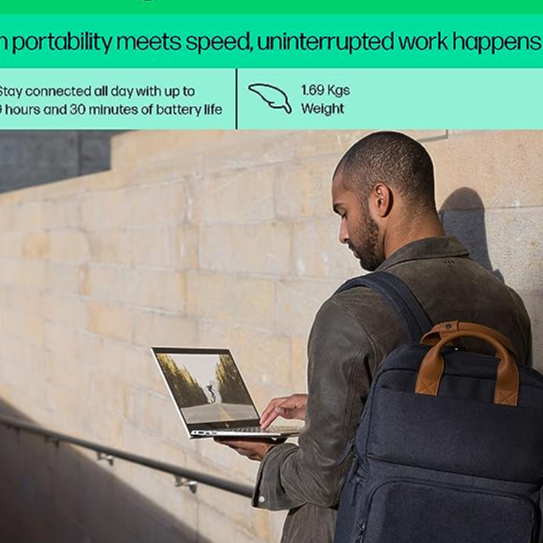 portability meets speed, uninterrupted work happens
Stay connected all day with up to
9 hours and 30 minutes of battery life
1.69 Kgs
Weight